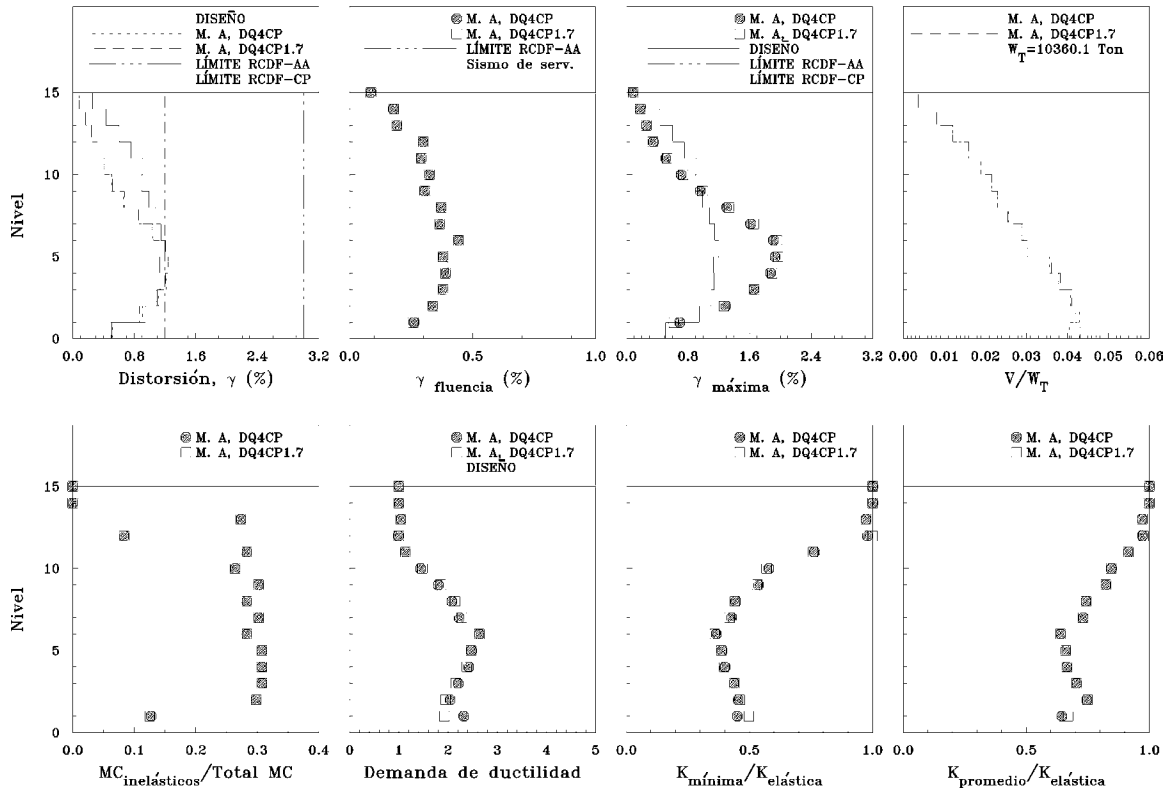 DISEÑO
M. A, DQ4CP
M. A, DQ4CP1.7
LÍMITE RCDF-AA
LÍMITE RCDF-CP
15
10
5
0
Nivel
0.0 0.8 1.6 2.4 3.2
Distorsión, γ (%)
M. A, DQ4CP
M. A, DQ4CP1.7
LÍMITE RCDF-AA
Sismo de serv.
0.0 0.5 1.0
γ fluencia (%)
M. A, DQ4CP
M. A, DQ4CP1.7
DISEÑO
LÍMITE RCDF-AA
LÍMITE RCDF-CP
0.0 0.8 1.6 2.4 3.2
γ máxima (%)
M. A, DQ4CP
M. A, DQ4CP1.7
W_T=10360.1 Ton
0.00 0.01 0.02 0.03 0.04 0.05 0.06
V/W_T
M. A, DQ4CP
M. A, DQ4CP1.7
15
10
5
0
Nivel
0.0 0.1 0.2 0.3 0.4
MC inelásticos/Total MC
M. A, DQ4CP
M. A, DQ4CP1.7
DISEÑO
0 1 2 3 4 5
Demanda de ductilidad
M. A, DQ4CP
M. A, DQ4CP1.7
0.0 0.5 1.0
K mínima/K elástica
M. A, DQ4CP
M. A, DQ4CP1.7
0.0 0.5 1.0
K promedio/K elástica